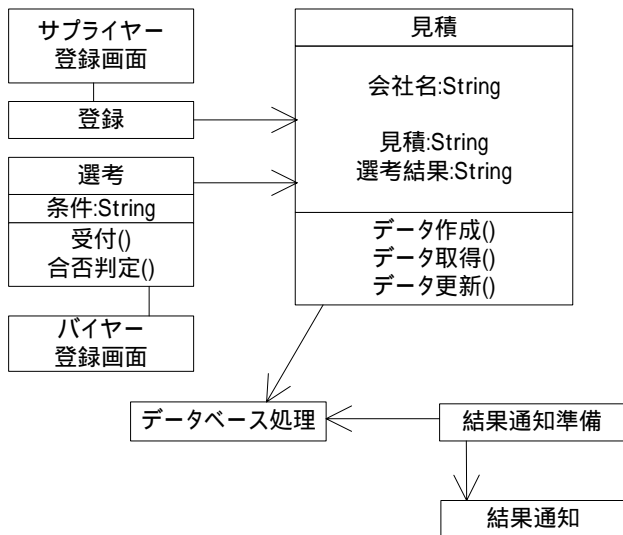 サプライヤー
登録画面
登録
選考
条件:String
受付()
合否判定()
バイヤー
登録画面
見積
会社名:String
見積:String
選考結果:String
データ作成()
データ取得()
データ更新()
データベース処理
結果通知準備
結果通知